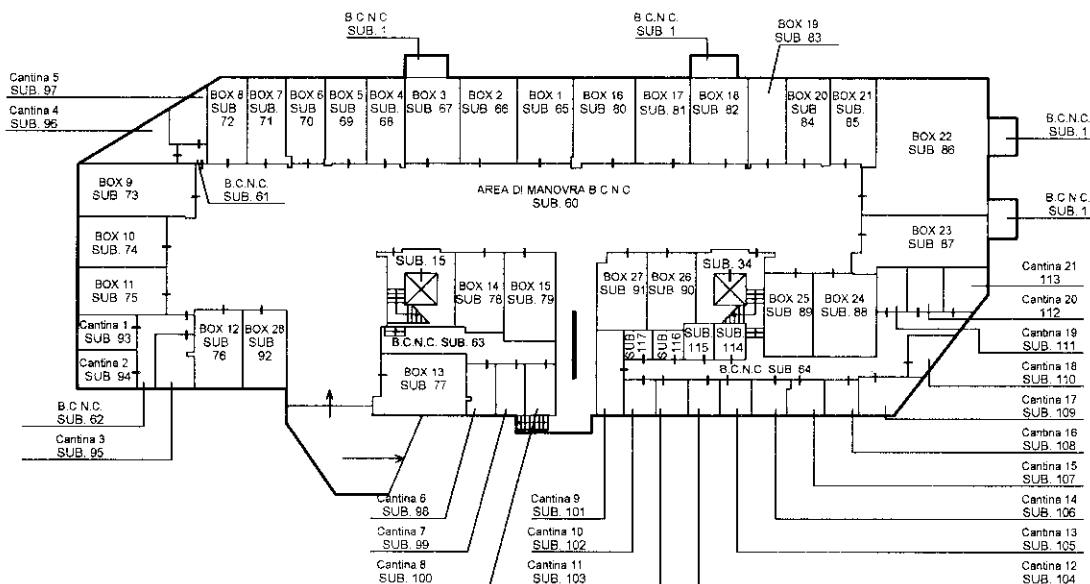 B.C.N.C.
SUB. 1
B.C.N.C.
SUB. 1
BOX 19
SUB. 83
Cantina 5
SUB. 97
Cantina 4
SUB. 96
BOX 8
SUB
72
BOX 7
SUB.
71
BOX 6
SUB
70
BOX 5
SUB
69
BOX 4
SUB
68
BOX 3
SUB 67
BOX 2
SUB 66
BOX 1
SUB. 65
BOX 16
SUB. 80
BOX 17
SUB. 81
BOX 18
SUB. 82
BOX 20
SUB
84
BOX 21
SUB.
85
BOX 22
SUB 86
B.C.N.C.
SUB. 1
B.C.N.C.
SUB. 1
BOX 9
SUB. 73
B.C.N.C.
SUB. 61
AREA DI MANOVRA B C N C
SUB. 60
BOX 10
SUB. 74
BOX 23
SUB 87
BOX 11
SUB. 75
SUB. 15
BOX 14
SUB 78
BOX 15
SUB. 79
BOX 27
SUB 91
BOX 26
SUB 90
SUB. 34
BOX 25
SUB 89
BOX 24
SUB. 88
Cantina 21
113
Cantina 20
112
Cantina 1
SUB. 93
Cantina 2
SUB. 94
BOX 12
SUB
76
BOX 28
SUB.
92
B.C.N.C. SUB. 63
SUB.
117
SUB.
116
SUB
115
SUB
114
B.C.N.C SUB 64
BOX 13
SUB 77
Cantina 19
SUB. 111
Cantina 18
SUB. 110
Cantina 17
SUB. 109
Cantina 16
SUB. 108
Cantina 15
SUB. 107
Cantina 14
SUB. 106
Cantina 13
SUB. 105
Cantina 12
SUB. 104
B.C.N.C.
SUB. 62
Cantina 3
SUB. 95
Cantina 6
SUB. 98
Cantina 7
SUB. 99
Cantina 8
SUB. 100
Cantina 9
SUB. 101
Cantina 10
SUB. 102
Cantina 11
SUB. 103